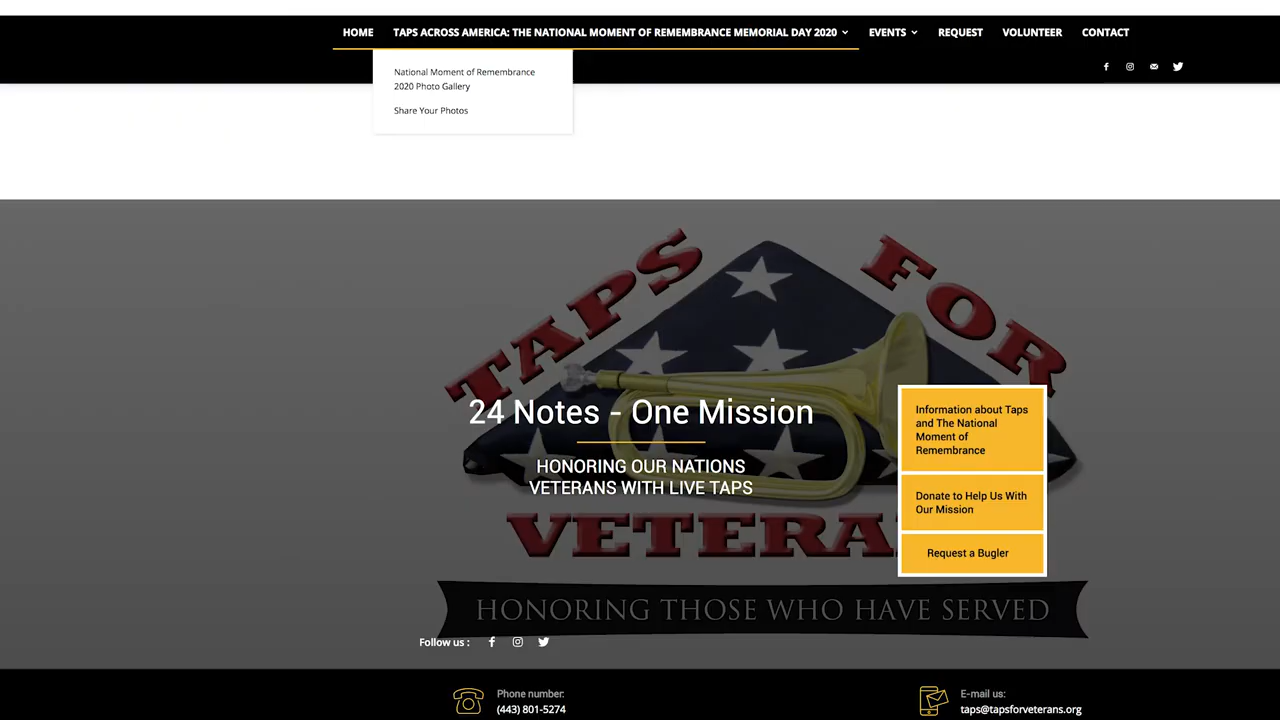 HOME TAPS ACROSS AMERICA: THE NATIONAL MOMENT OF REMEMBRANCE MEMORIAL DAY 2020 EVENTS REQUEST VOLUNTEER CONTACT
National Moment of Remembrance
2020 Photo Gallery
Share Your Photos
TAPS FOR
24 Notes - One Mission
HONORING OUR NATIONS
VETERANS WITH LIVE TAPS
Information about Taps
and The National
Moment of
Remembrance
Donate to Help Us With
Our Mission
Request a Bugler
VETERA
HONORING THOSE WHO HAVE SERVED
Follow us :
Phone number:
(443) 801-5274
E-mail us:
taps@tapsforveterans.org